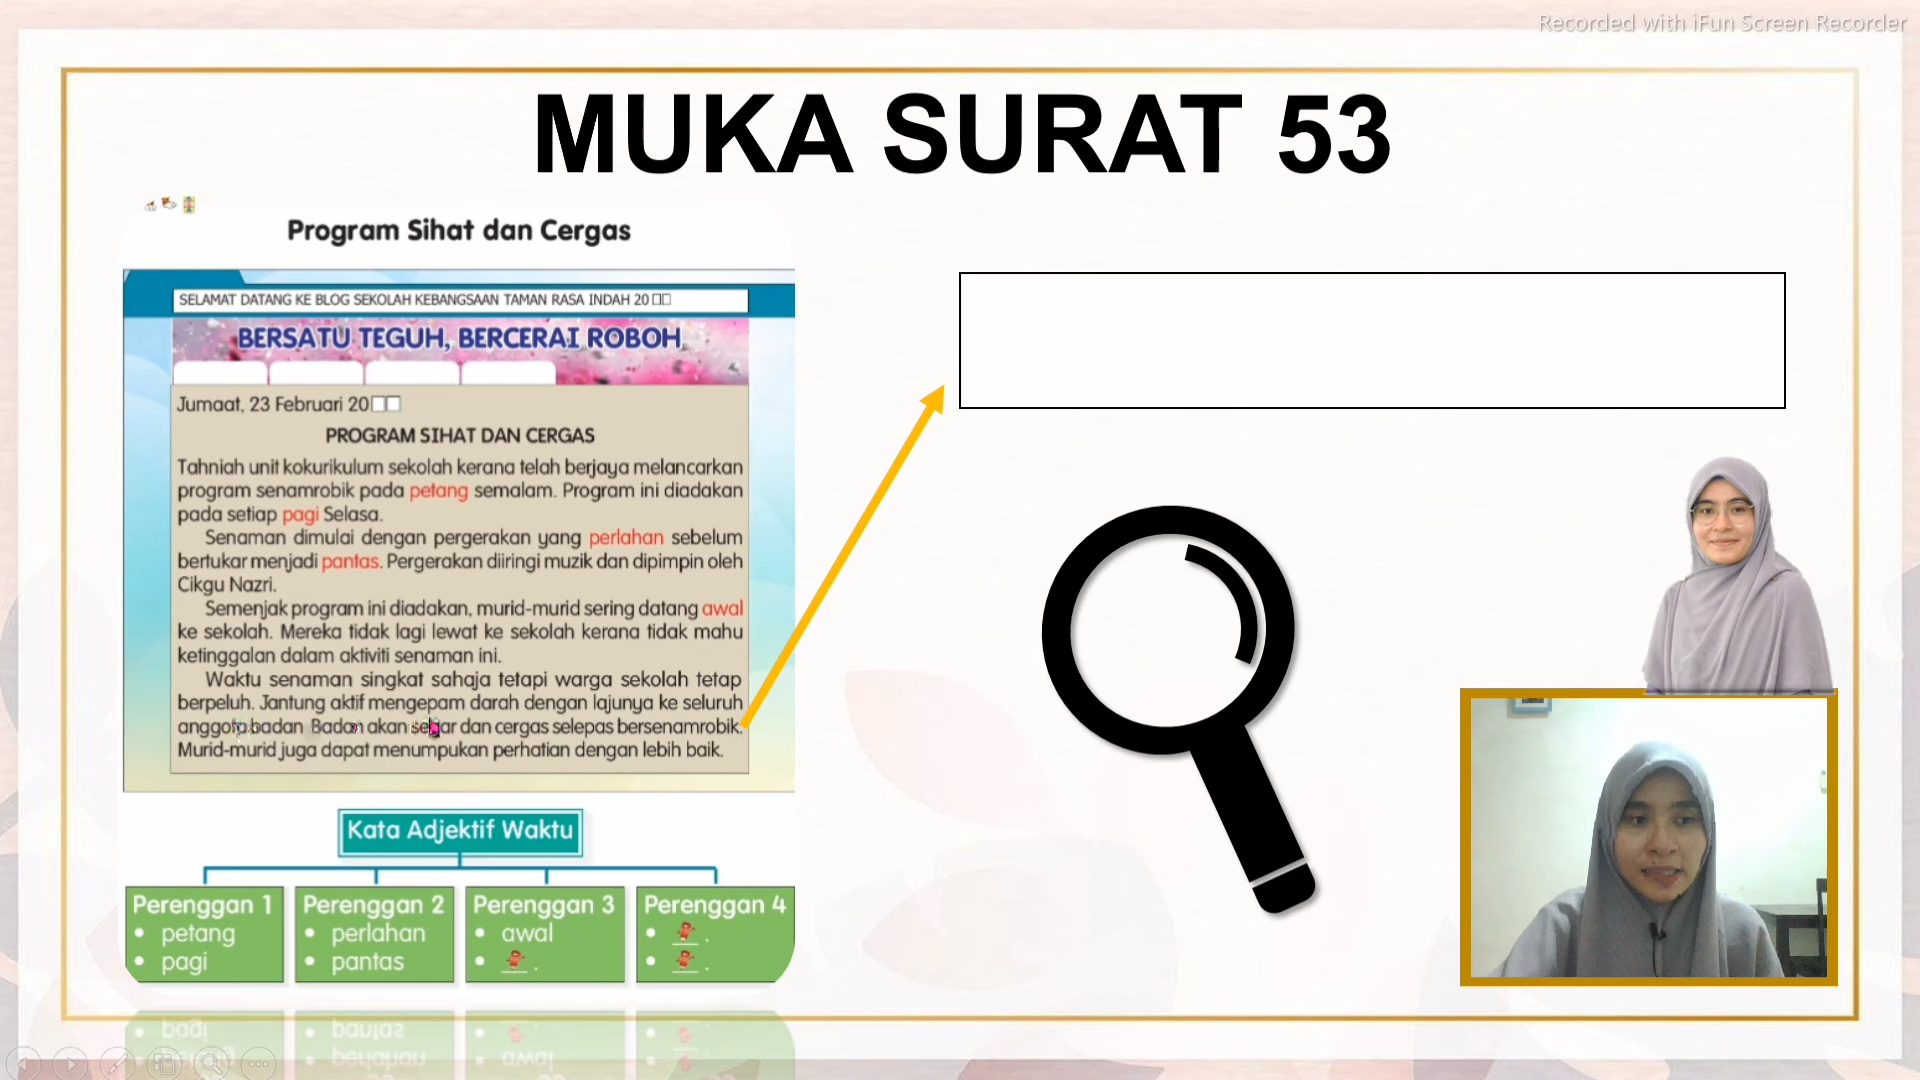 Recorded with iFun Screen Recorder
MUKA SURAT 53
Program Sihat dan Cergas
SELAMAT DATANG KE BLOG SEKOLAH KEBANGSAAN TAMAN RASA INDAH 20□□
BERSATU TEGUH, BERCERAI ROBOH
Jumaat, 23 Februari 20□□
PROGRAM SIHAT DAN CERGAS
Tahniah unit kokurikulum sekolah kerana telah berjaya melancarkan
program senamrobik pada petang semalam. Program ini diadakan
pada setiap pagi Selasa.
Senaman dimulai dengan pergerakan yang perlahan sebelum
bertukar menjadi pantas. Pergerakan diiringi muzik dan dipimpin oleh
Cikgu Nazri.
Semenjak program ini diadakan, murid-murid sering datang awal
ke sekolah. Mereka tidak lagi lewat ke sekolah kerana tidak mahu
ketinggalan dalam aktiviti senaman ini.
Waktu senaman singkat sahaja tetapi warga sekolah tetap
berpeluh. Jantung aktif mengepam darah dengan lajunya ke seluruh
anggota badan. Badan akan segar dan cergas selepas bersenamrobik.
Murid-murid juga dapat menumpukan perhatian dengan lebih baik.
Kata Adjektif Waktu
Perenggan 1
• petang
• pagi
Perenggan 2
• perlahan
• pantas
Perenggan 3
• awal
• __ .
Perenggan 4
• __ .
• __ .